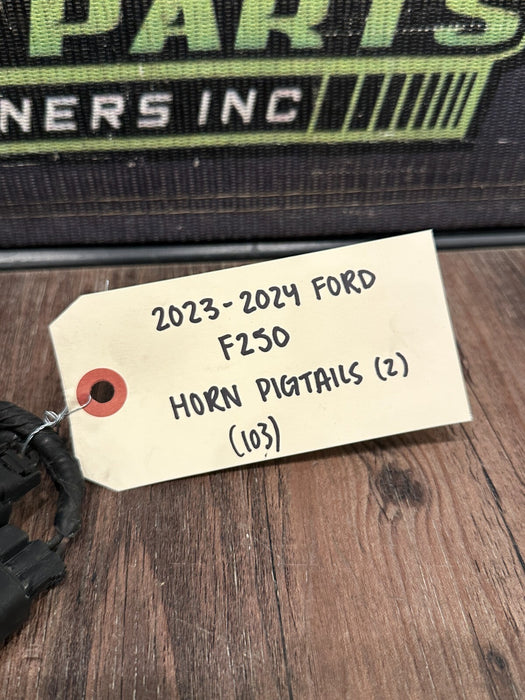 PARTS
NERS INC
2023-2024 FORD
F250
HORN PIGTAILS (2)
(103)